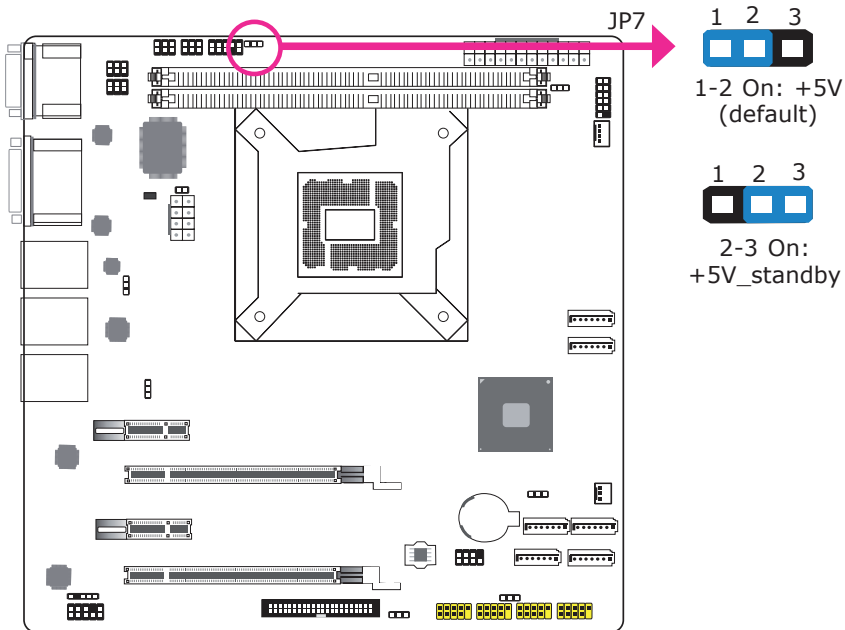 JP7
1 2 3
1-2 On: +5V
(default)
1 2 3
2-3 On:
+5V_standby